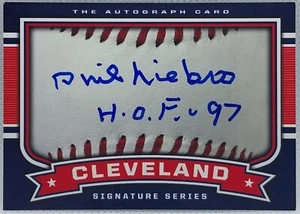 THE AUTOGRAPH CARD
Phil Niekro
H.O.F. 97
CLEVELAND
SIGNATURE SERIES